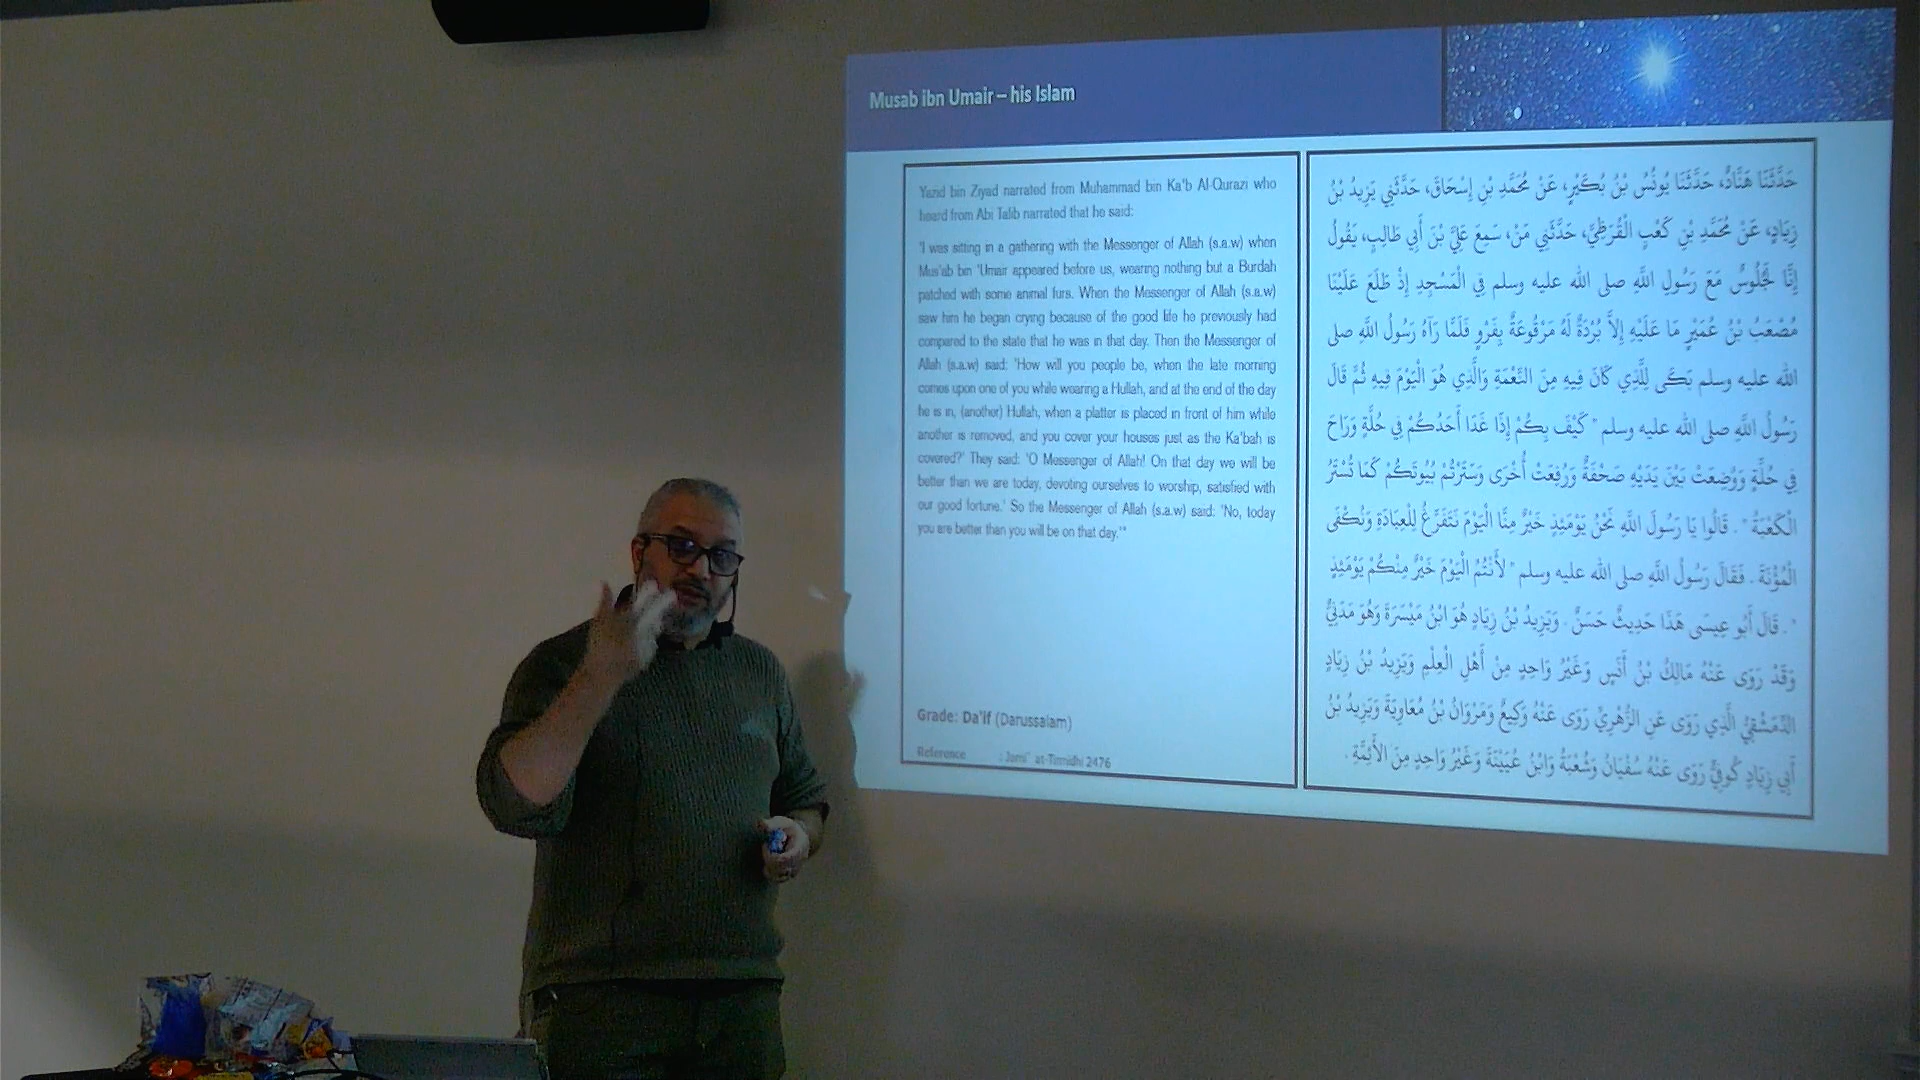 Musab ibn Umair – his Islam
Yazid bin Ziyad narrated from Muhammad bin Ka'b Al-Qurazi who
heard from Abi Talib narrated that he said:
'I was sitting in a gathering with the Messenger of Allah (s.a.w) when
Mus'ab bin 'Umair appeared before us, wearing nothing but a Burdah
patched with some animal furs. When the Messenger of Allah (s.a.w)
saw him he began crying because of the good life he previously had
compared to the state that he was in that day. Then the Messenger of
Allah (s.a.w) said: 'How will you people be, when the late morning
comes upon one of you while wearing a Hullah, and at the end of the day
he is in, (another) Hullah, when a platter is placed in front of him while
another is removed, and you cover your houses just as the Ka'bah is
covered?' They said: 'O Messenger of Allah! On that day we will be
better than we are today, devoting ourselves to worship, satisfied with
our good fortune.' So the Messenger of Allah (s.a.w) said: 'No, today
you are better than you will be on that day.'"
Grade: Da'if (Darussalam)
Reference : Jami` at-Tirmidhi 2476
حَدَّثَنَا هَنَّادٌ، حَدَّثَنَا يُونُسُ بْنُ بُكَيْرٍ، عَنْ مُحَمَّدِ بْنِ إِسْحَاقَ، حَدَّثَنِي يَزِيدُ بْنُ
زِيَادٍ، عَنْ مُحَمَّدِ بْنِ كَعْبٍ الْقُرَظِيِّ، حَدَّثَنِي مَنْ، سَمِعَ عَلِيَّ بْنَ أَبِي طَالِبٍ، يَقُولُ
إِنَّا لَجُلُوسٌ مَعَ رَسُولِ اللَّهِ صلى الله عليه وسلم فِي الْمَسْجِدِ إِذْ طَلَعَ عَلَيْنَا
مُصْعَبُ بْنُ عُمَيْرٍ مَا عَلَيْهِ إِلاَّ بُرْدَةٌ لَهُ مَرْقُوعَةٌ بِفَرْوٍ فَلَمَّا رَآهُ رَسُولُ اللَّهِ صلى
الله عليه وسلم بَكَى لِلَّذِي كَانَ فِيهِ مِنَ النِّعْمَةِ وَالَّذِي هُوَ الْيَوْمَ فِيهِ ثُمَّ قَالَ
رَسُولُ اللَّهِ صلى الله عليه وسلم " كَيْفَ بِكُمْ إِذَا غَدَا أَحَدُكُمْ فِي حُلَّةٍ وَرَاحَ
فِي حُلَّةٍ وَوُضِعَتْ بَيْنَ يَدَيْهِ صَحْفَةٌ وَرُفِعَتْ أُخْرَى وَسَتَرْتُمْ بُيُوتَكُمْ كَمَا تُسْتَرُ
الْكَعْبَةُ " . قَالُوا يَا رَسُولَ اللَّهِ نَحْنُ يَوْمَئِذٍ خَيْرٌ مِنَّا الْيَوْمَ نَتَفَرَّغُ لِلْعِبَادَةِ وَنُكْفَى
الْمُؤْنَةَ . فَقَالَ رَسُولُ اللَّهِ صلى الله عليه وسلم " لأَنْتُمُ الْيَوْمَ خَيْرٌ مِنْكُمْ يَوْمَئِذٍ
" . قَالَ أَبُو عِيسَى هَذَا حَدِيثٌ حَسَنٌ . وَيَزِيدُ بْنُ زِيَادٍ هُوَ ابْنُ مَيْسَرَةَ وَهُوَ مَدَنِيٌّ
وَقَدْ رَوَى عَنْهُ مَالِكُ بْنُ أَنَسٍ وَغَيْرُ وَاحِدٍ مِنْ أَهْلِ الْعِلْمِ وَيَزِيدُ بْنُ زِيَادٍ
الدِّمَشْقِيُّ الَّذِي رَوَى عَنِ الزُّهْرِيِّ رَوَى عَنْهُ وَكِيعٌ وَمَرْوَانُ بْنُ مُعَاوِيَةَ وَيَزِيدُ بْنُ
أَبِي زِيَادٍ كُوفِيٌّ رَوَى عَنْهُ سُفْيَانُ وَشُعْبَةُ وَابْنُ عُيَيْنَةَ وَغَيْرُ وَاحِدٍ مِنَ الأَئِمَّةِ .